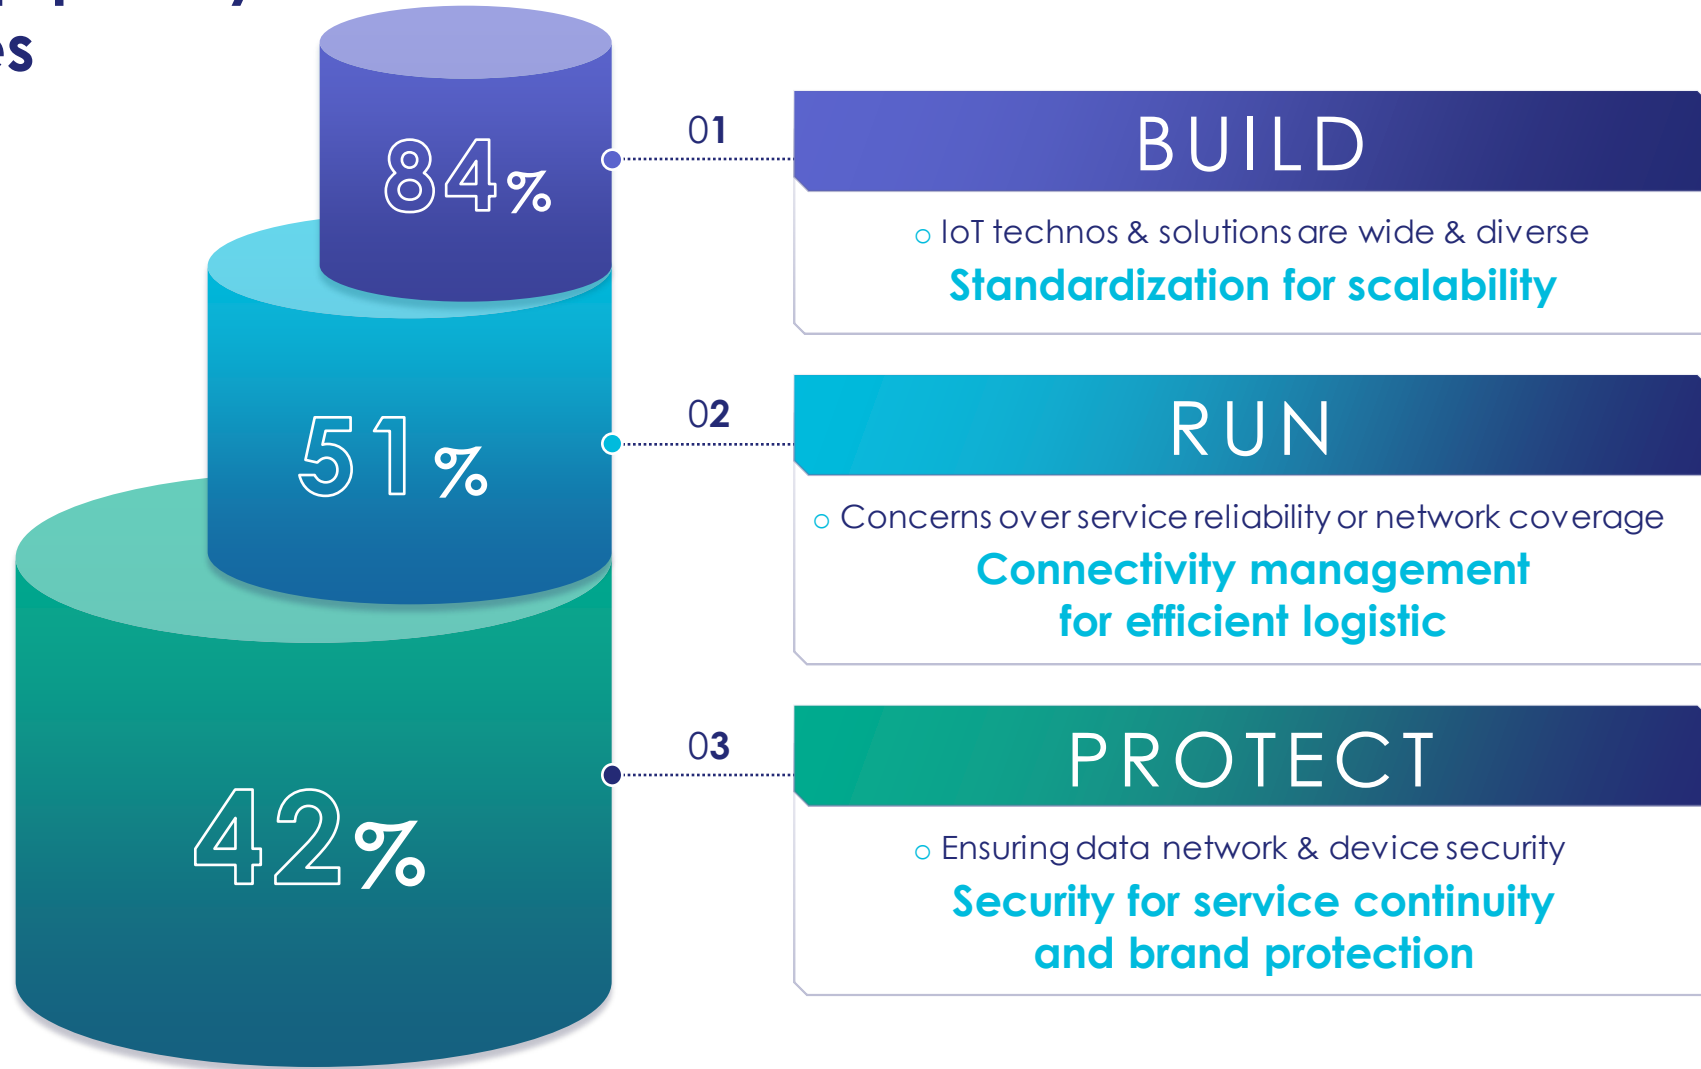 es
84%
01
BUILD
o IoT technos & solutions are wide & diverse
Standardization for scalability
51%
02
RUN
o Concerns over service reliability or network coverage
Connectivity management
for efficient logistic
42%
03
PROTECT
o Ensuring data network & device security
Security for service continuity
and brand protection